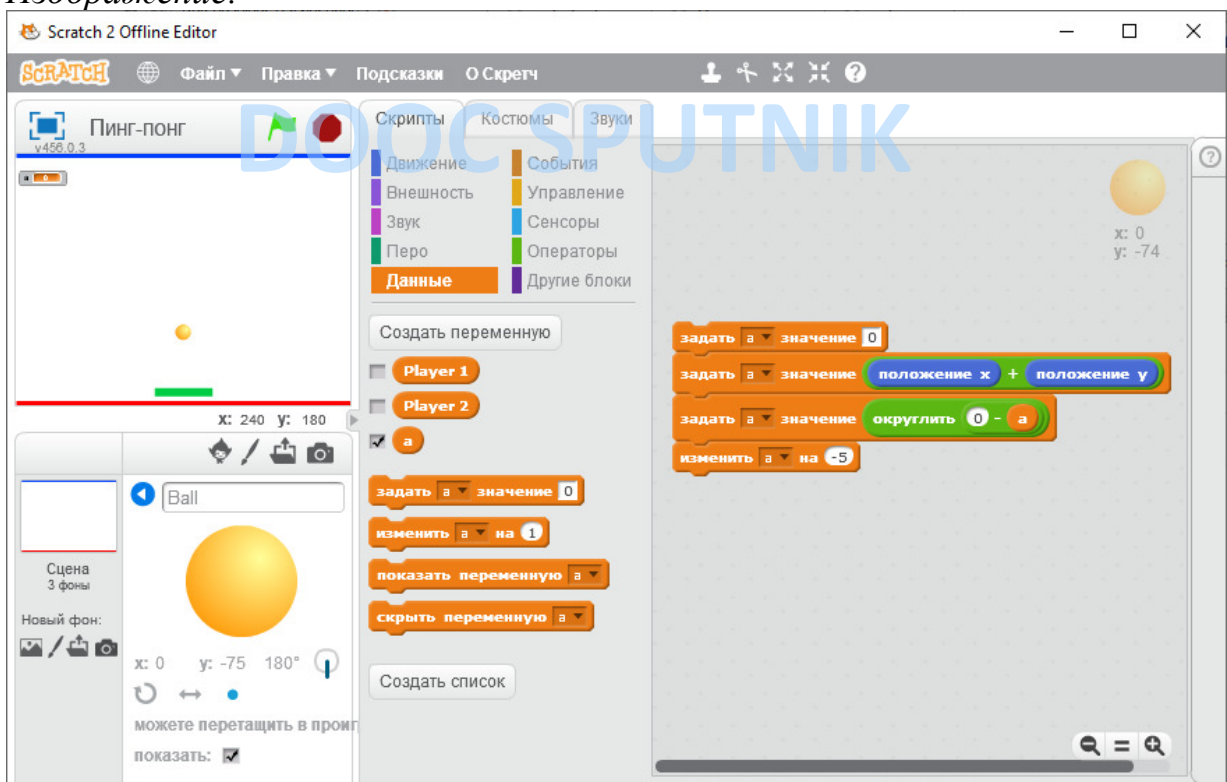 Изображение:
Scratch 2 Offline Editor
SCRATCH Файл Правка Подсказки О Скретч
DOOC SPUTNIK
Пинг-понг
v456.0.3
a 0
x: 240 y: 180
Скрипты Костюмы Звуки
Движение События
Внешность Управление
Звук Сенсоры
Перо Операторы
Данные Другие блоки
Создать переменную
Player 1
Player 2
a
задать a значение 0
изменить a на 1
показать переменную a
скрыть переменную a
Создать список
x: 0
y: -74
задать a значение 0
задать a значение положение x + положение y
задать a значение округлить 0 - a
изменить a на -5
Сцена
3 фоны
Новый фон:
Ball
x: 0 y: -75 180°
можете перетащить в проиг
показать: